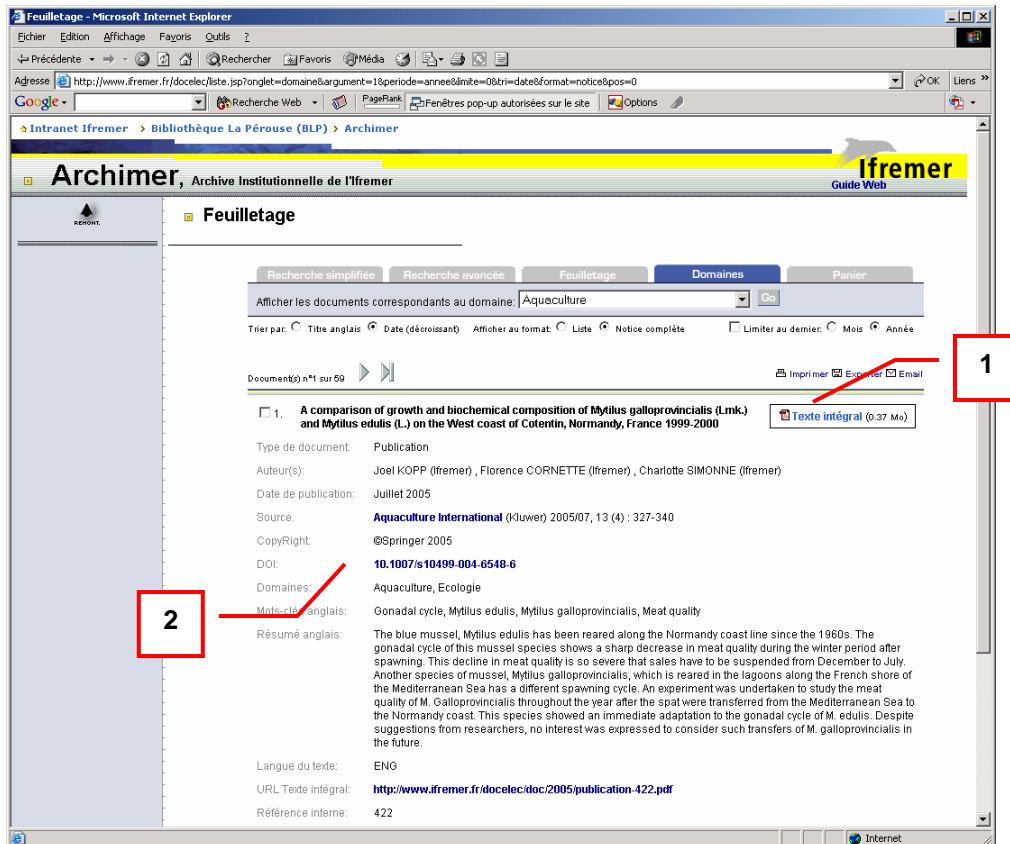 Feuilletage - Microsoft Internet Explorer
Fichier Edition Affichage Favoris Outils ?
Précédente Rechercher Favoris Média
Adresse http://www.ifremer.fr/docelec/liste.jsp?onglet=domaine&argument=1&periode=annee&limite=0&tri=date&format=notice&pos=0 OK Liens »
Google Recherche Web PageRank Fenêtres pop-up autorisées sur le site Options
Intranet Ifremer > Bibliothèque La Pérouse (BLP) > Archimer
Archimer, Archive Institutionnelle de l'Ifremer
Ifremer
Guide Web
REMONT.
Feuilletage
Recherche simplifiée Recherche avancée Feuilletage Domaines Panier
Afficher les documents correspondants au domaine: Aquaculture Go
Trier par: Titre anglais Date (décroissant) Afficher au format: Liste Notice complète Limiter au dernier: Mois Année
1
Document(s) n°1 sur 59 Imprimer Exporter Email
1. A comparison of growth and biochemical composition of Mytilus galloprovincialis (Lmk.)
and Mytilus edulis (L.) on the West coast of Cotentin, Normandy, France 1999-2000
Texte intégral (0.37 Mo)
Type de document: Publication
Auteur(s): Joel KOPP (Ifremer) , Florence CORNETTE (Ifremer) , Charlotte SIMONNE (Ifremer)
Date de publication: Juillet 2005
Source: Aquaculture International (Kluwer) 2005/07, 13 (4) : 327-340
CopyRight: ©Springer 2005
DOI: 10.1007/s10499-004-6548-6
Domaines: Aquaculture, Ecologie
2
Mots-clés anglais: Gonadal cycle, Mytilus edulis, Mytilus galloprovincialis, Meat quality
Résumé anglais: The blue mussel, Mytilus edulis has been reared along the Normandy coast line since the 1960s. The
gonadal cycle of this mussel species shows a sharp decrease in meat quality during the winter period after
spawning. This decline in meat quality is so severe that sales have to be suspended from December to July.
Another species of mussel, Mytilus galloprovincialis, which is reared in the lagoons along the French shore of
the Mediterranean Sea has a different spawning cycle. An experiment was undertaken to study the meat
quality of M. Galloprovincialis throughout the year after the spat were transferred from the Mediterranean Sea to
the Normandy coast. This species showed an immediate adaptation to the gonadal cycle of M. edulis. Despite
suggestions from researchers, no interest was expressed to consider such transfers of M. galloprovincialis in
the future.
Langue du texte: ENG
URL Texte intégral: http://www.ifremer.fr/docelec/doc/2005/publication-422.pdf
Référence interne: 422
Internet